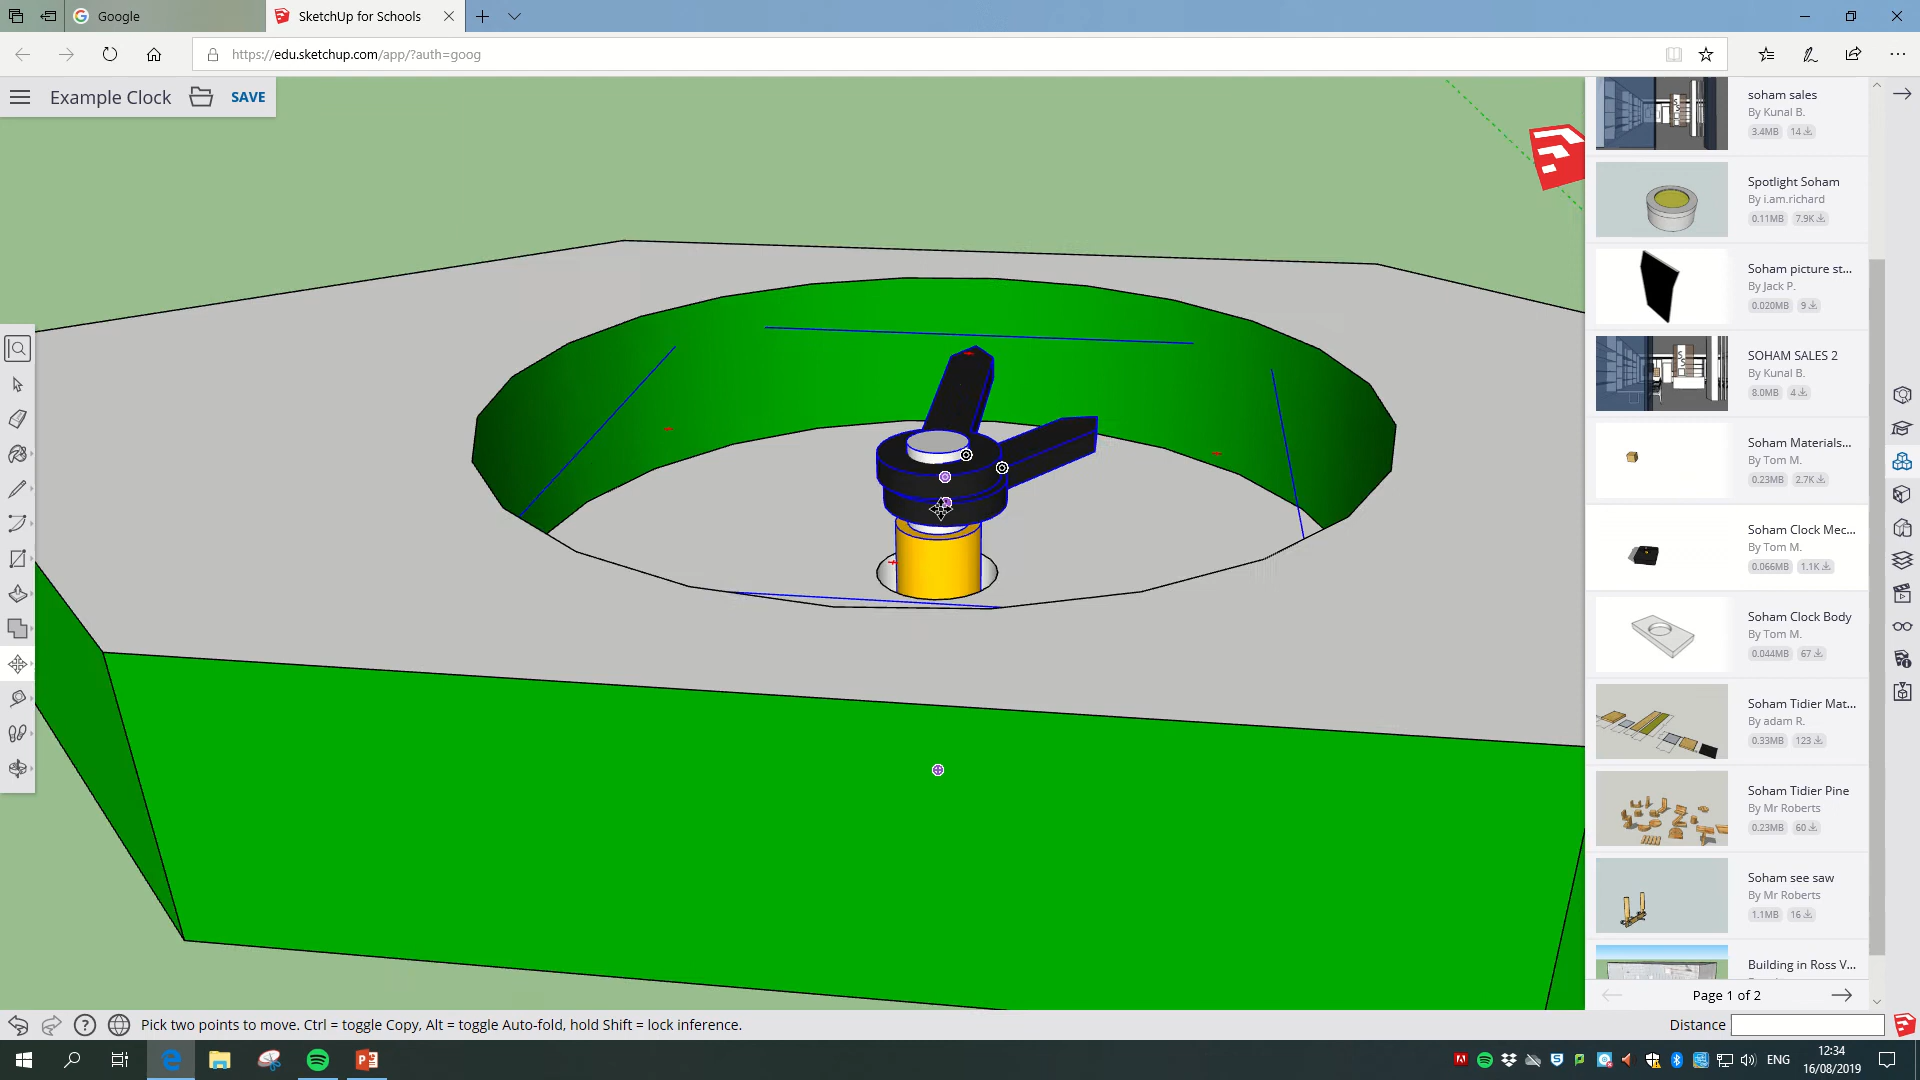 Google
SketchUp for Schools
https://edu.sketchup.com/app/?auth=goog
Example Clock
SAVE
soham sales
By Kunal B.
3.4MB 14
Spotlight Soham
By i.am.richard
0.11MB 7.9K
Soham picture st...
By Jack P.
0.020MB 9
SOHAM SALES 2
By Kunal B.
8.0MB 4
Soham Materials...
By Tom M.
0.23MB 2.7K
Soham Clock Mec...
By Tom M.
0.066MB 1.1K
Soham Clock Body
By Tom M.
0.044MB 67
Soham Tidier Mat...
By adam R.
0.33MB 123
Soham Tidier Pine
By Mr Roberts
0.23MB 60
Soham see saw
By Mr Roberts
1.1MB 16
Building in Ross V...
Page 1 of 2
Pick two points to move. Ctrl = toggle Copy, Alt = toggle Auto-fold, hold Shift = lock inference.
Distance
ENG
12:34
16/08/2019